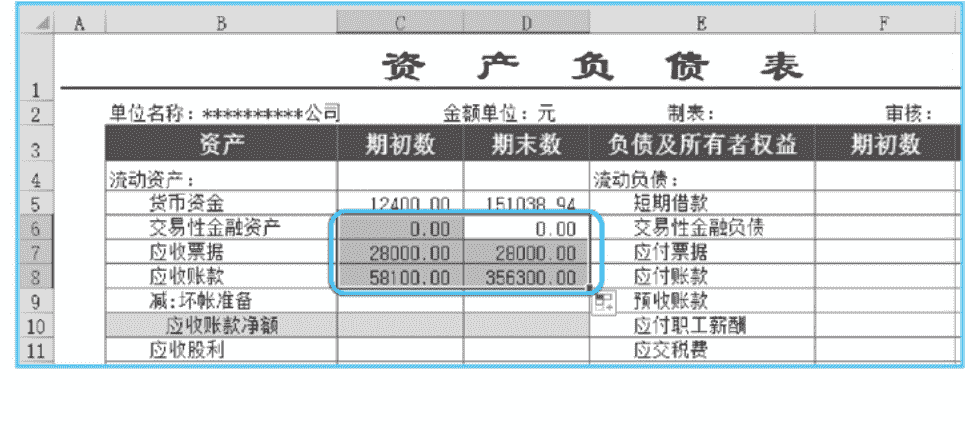 A B C D E F
1 资产负债表
2 单位名称：**********公司 金额单位：元 制表： 审核：
3 资产 期初数 期末数 负债及所有者权益 期初数
4 流动资产： 流动负债：
5 货币资金 12400.00 151038.94 短期借款
6 交易性金融资产 0.00 0.00 交易性金融负债
7 应收票据 28000.00 28000.00 应付票据
8 应收账款 58100.00 356300.00 应付账款
9 减:坏帐准备 预收账款
10 应收账款净额 应付职工薪酬
11 应收股利 应交税费